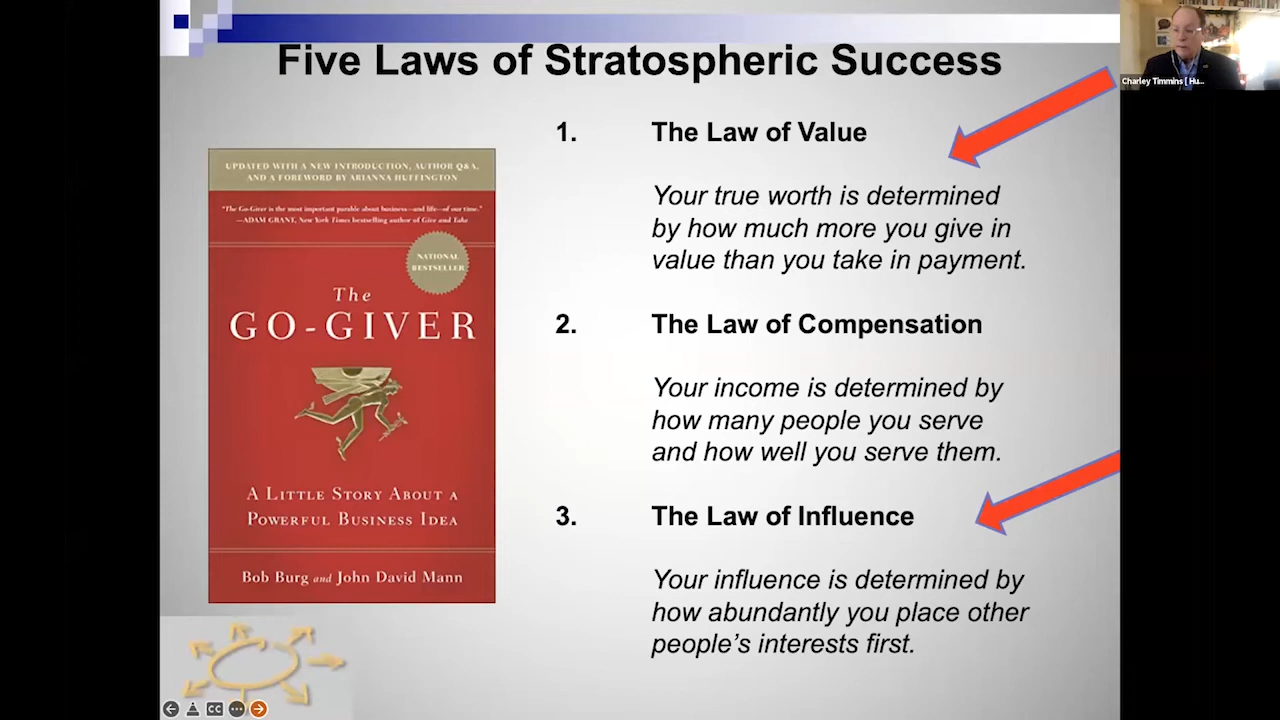 Five Laws of Stratospheric Success
Charley Timmins [ Hu...
UPDATED WITH A NEW INTRODUCTION, AUTHOR Q&A,
AND A FOREWORD BY ARIANNA HUFFINGTON
"The Go-Giver is the most important parable about business—and life—of our time."
—ADAM GRANT, New York Times bestselling author of Give and Take
NATIONAL
BESTSELLER
The
GO-GIVER
A LITTLE STORY ABOUT A
POWERFUL BUSINESS IDEA
Bob Burg and John David Mann
1. The Law of Value
Your true worth is determined
by how much more you give in
value than you take in payment.
2. The Law of Compensation
Your income is determined by
how many people you serve
and how well you serve them.
3. The Law of Influence
Your influence is determined by
how abundantly you place other
people’s interests first.
CC